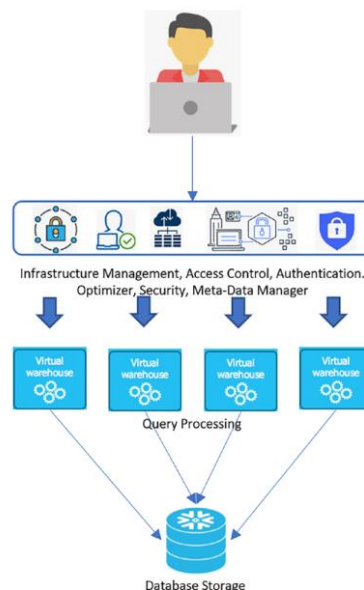 Infrastructure Management, Access Control, Authentication.
Optimizer, Security, Meta-Data Manager
Virtual
warehouse
Virtual
warehouse
Virtual
warehouse
Virtual
warehouse
Query Processing
Database Storage